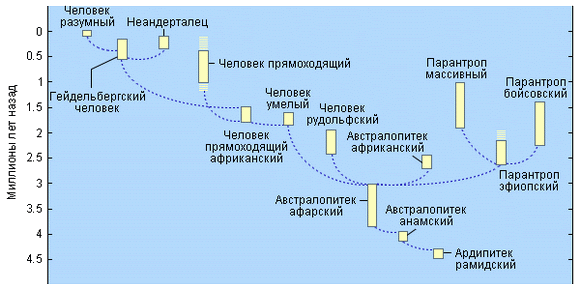 Миллионы лет назад
0
0.5
1
1.5
2
2.5
3
3.5
4
4.5
Человек
разумный
Неандерталец
Гейдельбергский
человек
Человек прямоходящий
Человек
прямоходящий
африканский
Человек
умелый
Человек
рудольфский
Австралопитек
африканский
Парантроп
массивный
Парантроп
бойсовский
Парантроп
эфиопский
Австралопитек
афарский
Австралопитек
анамский
Ардипитек
рамидский